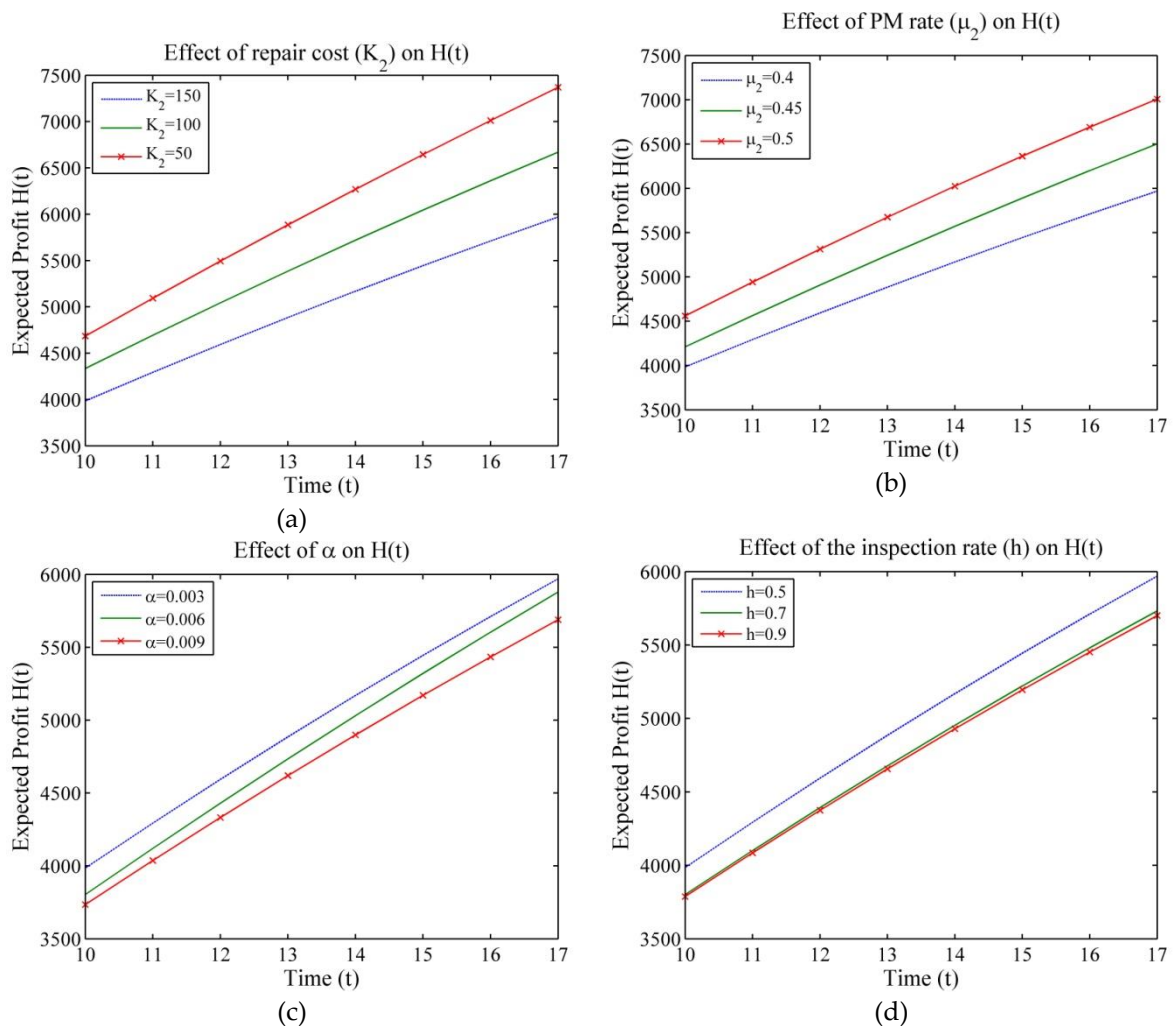 Effect of repair cost (K₂) on H(t)
7500
7000
6500
6000
5500
5000
4500
4000
3500
K₂=150
K₂=100
K₂=50
Expected Profit H(t)
10 11 12 13 14 15 16 17
Time (t)
(a)
Effect of PM rate (μ₂) on H(t)
7500
7000
6500
6000
5500
5000
4500
4000
3500
μ₂=0.4
μ₂=0.45
μ₂=0.5
Expected Profit H(t)
10 11 12 13 14 15 16 17
Time (t)
(b)
Effect of α on H(t)
6000
5500
5000
4500
4000
3500
α=0.003
α=0.006
α=0.009
Expected Profit H(t)
10 11 12 13 14 15 16 17
Time (t)
(c)
Effect of the inspection rate (h) on H(t)
6000
5500
5000
4500
4000
3500
h=0.5
h=0.7
h=0.9
Expected Profit H(t)
10 11 12 13 14 15 16 17
Time (t)
(d)